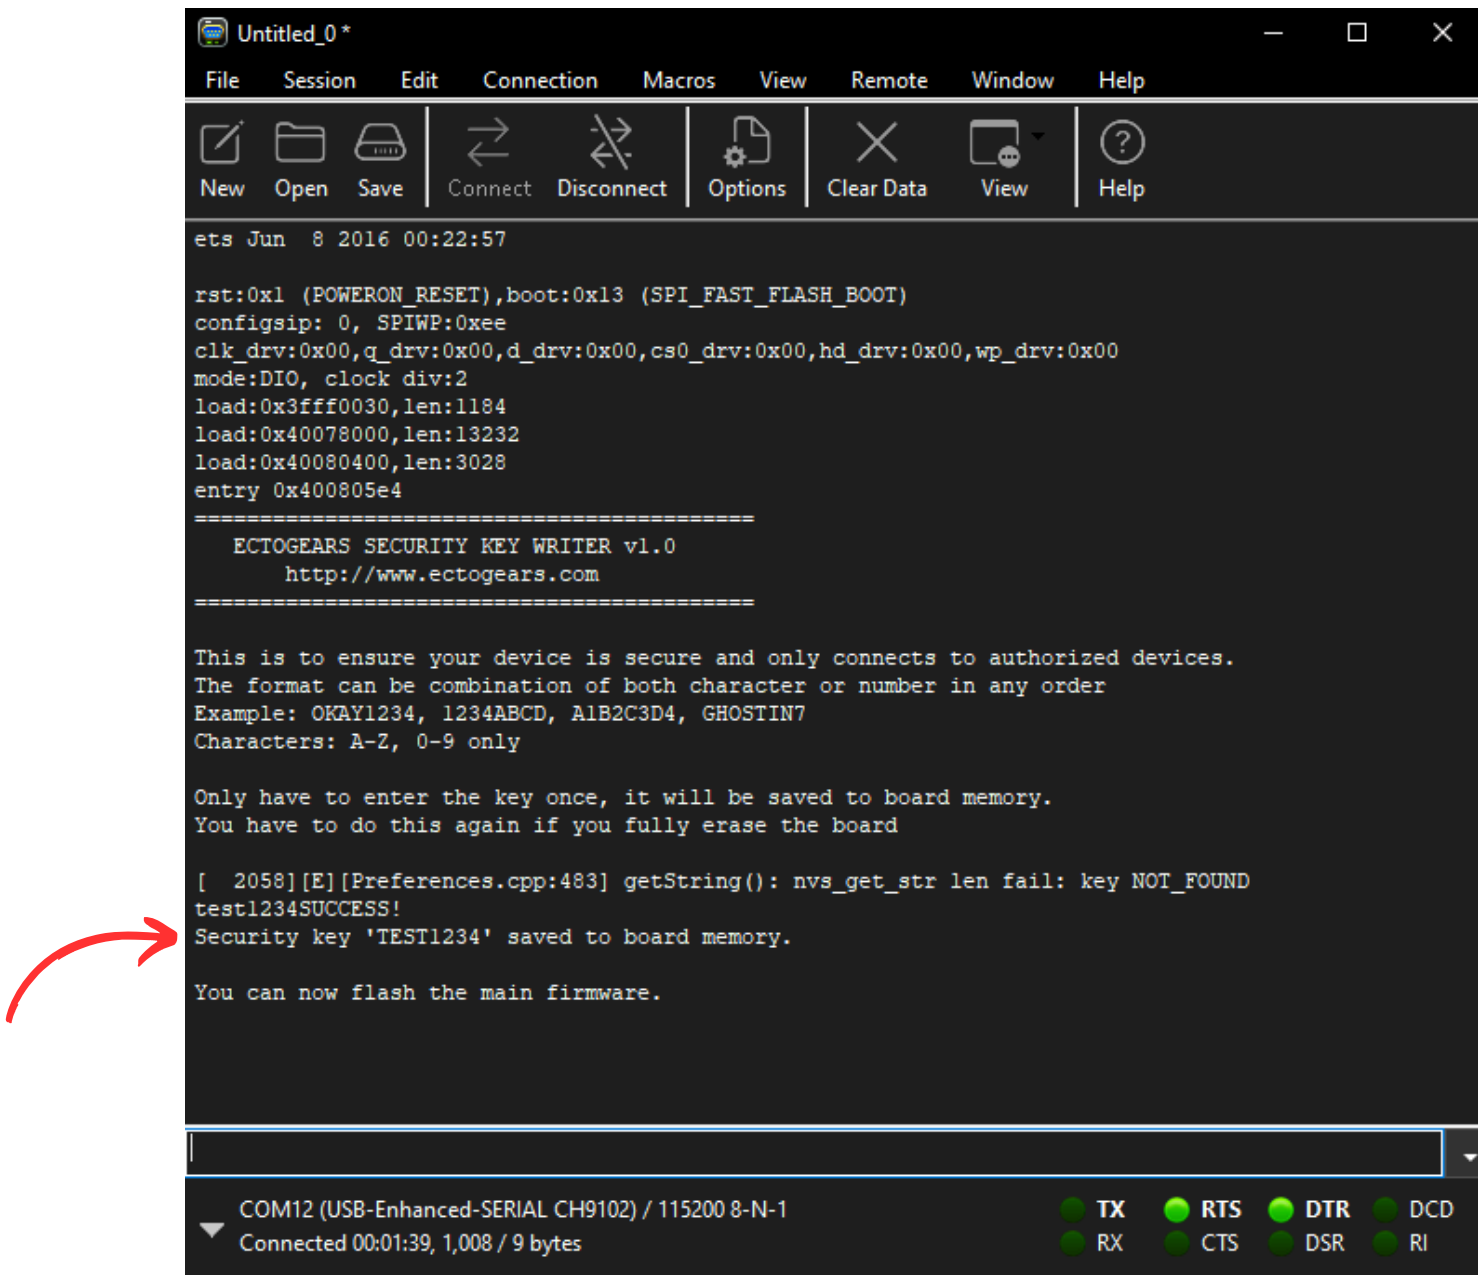 Untitled_0 *
File Session Edit Connection Macros View Remote Window Help
New Open Save Connect Disconnect Options Clear Data View Help
ets Jun  8 2016 00:22:57
rst:0x1 (POWERON_RESET),boot:0x13 (SPI_FAST_FLASH_BOOT)
configsip: 0, SPIWP:0xee
clk_drv:0x00,q_drv:0x00,d_drv:0x00,cs0_drv:0x00,hd_drv:0x00,wp_drv:0x00
mode:DIO, clock div:2
load:0x3fff0030,len:1184
load:0x40078000,len:13232
load:0x40080400,len:3028
entry 0x400805e4
===========================================
ECTOGEARS SECURITY KEY WRITER v1.0
http://www.ectogears.com
===========================================
This is to ensure your device is secure and only connects to authorized devices.
The format can be combination of both character or number in any order
Example: OKAY1234, 1234ABCD, A1B2C3D4, GHOSTIN7
Characters: A-Z, 0-9 only
Only have to enter the key once, it will be saved to board memory.
You have to do this again if you fully erase the board
[  2058][E][Preferences.cpp:483] getString(): nvs_get_str len fail: key NOT_FOUND
test1234SUCCESS!
Security key 'TEST1234' saved to board memory.
You can now flash the main firmware.
COM12 (USB-Enhanced-SERIAL CH9102) / 115200 8-N-1
Connected 00:01:39, 1,008 / 9 bytes
TX RTS DTR DCD
RX CTS DSR RI